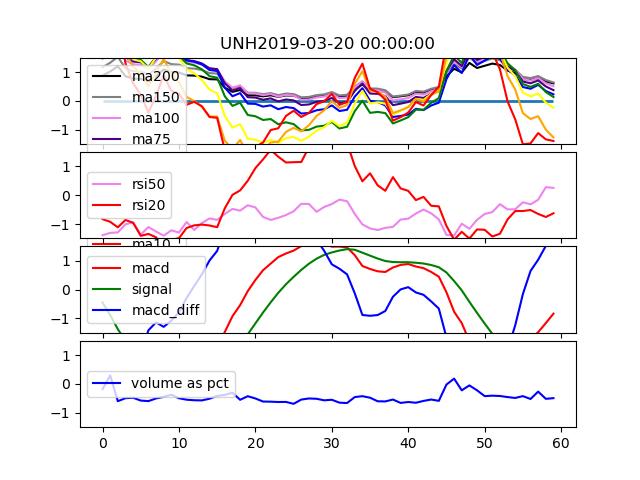 UNH2019-03-20 00:00:00
1
0
−1
ma200
ma150
ma100
ma75
1
0
−1
rsi50
rsi20
ma10
1
0
−1
macd
signal
macd_diff
1
0
−1
volume as pct
0 10 20 30 40 50 60